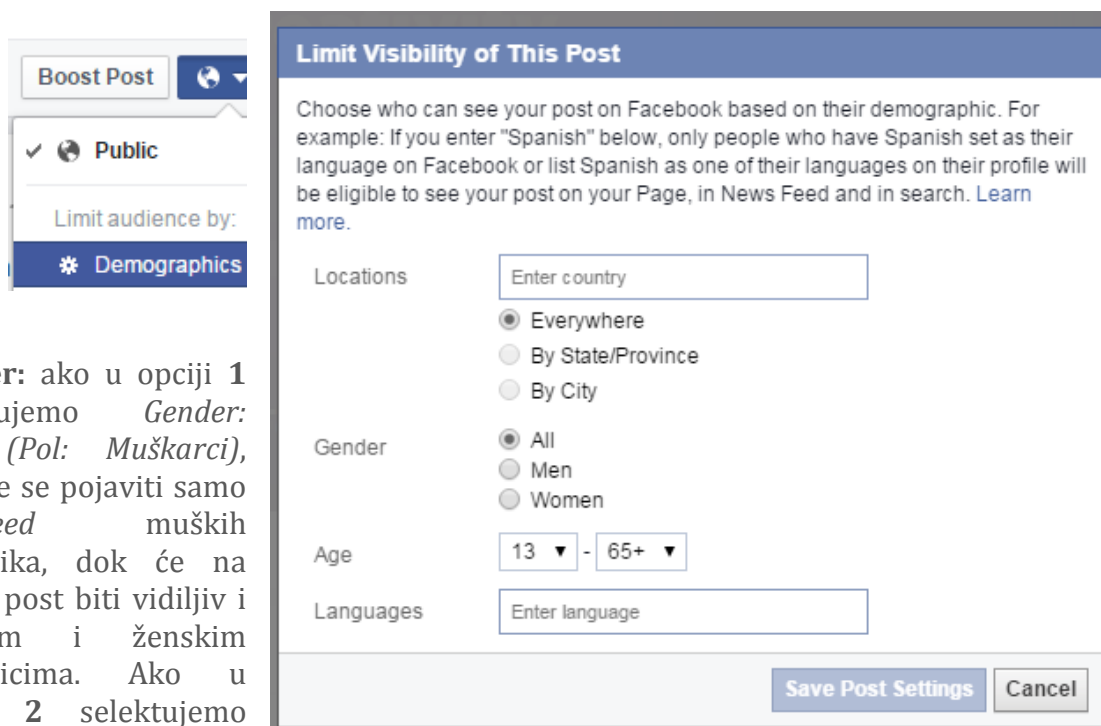 Boost Post
Public
Limit audience by:
Demographics
Limit Visibility of This Post
Choose who can see your post on Facebook based on their demographic. For
example: If you enter "Spanish" below, only people who have Spanish set as their
language on Facebook or list Spanish as one of their languages on their profile will
be eligible to see your post on your Page, in News Feed and in search. Learn
more.
Locations
Enter country
Everywhere
By State/Province
By City
Gender
All
Men
Women
Age
13 - 65+
Languages
Enter language
Save Post Settings Cancel
ako u opciji 1
Gender:
(Pol: Muškarci),
se pojaviti samo
muških
dok će na
post biti vidiljiv i
i ženskim
Ako u
2 selektujemo